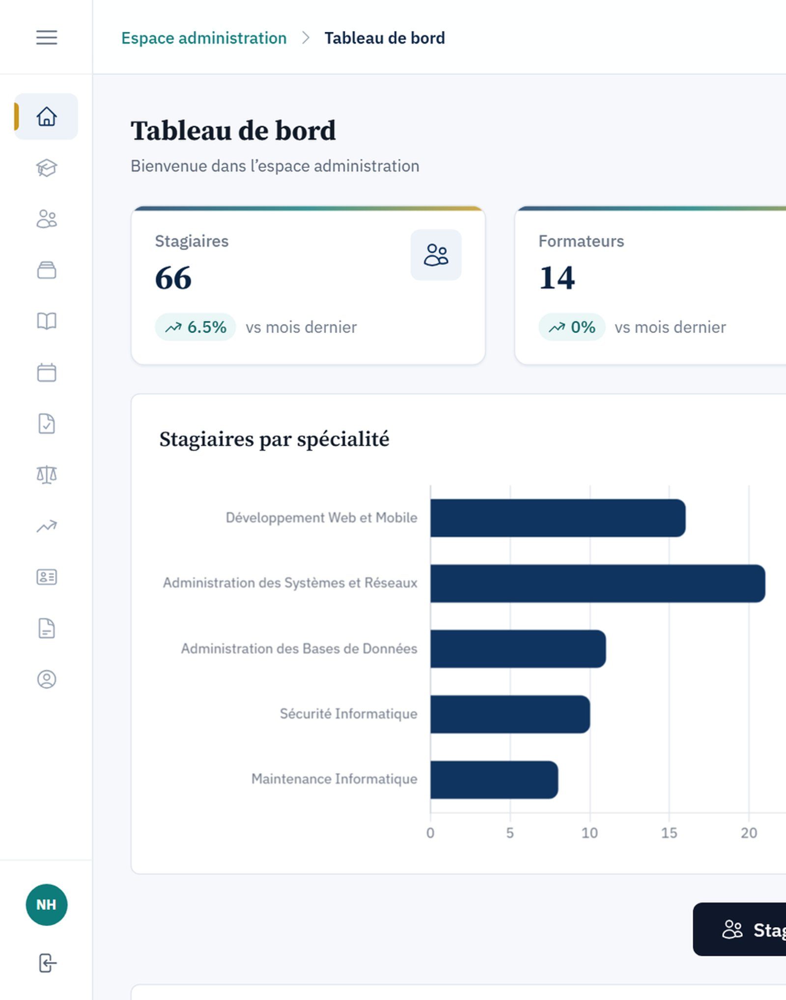 Espace administration > Tableau de bord
Tableau de bord
Bienvenue dans l’espace administration
Stagiaires
66
6.5% vs mois dernier
Formateurs
14
0% vs mois dernier
Stagiaires par spécialité
Développement Web et Mobile
Administration des Systèmes et Réseaux
Administration des Bases de Données
Sécurité Informatique
Maintenance Informatique
0 5 10 15 20
NH